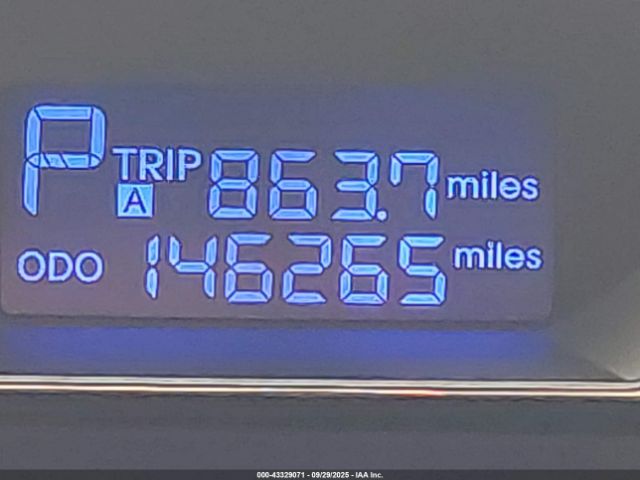 P TRIP A 863.7 miles
ODO 146265 miles
000-43329071 - 09/29/2025 - IAA Inc.